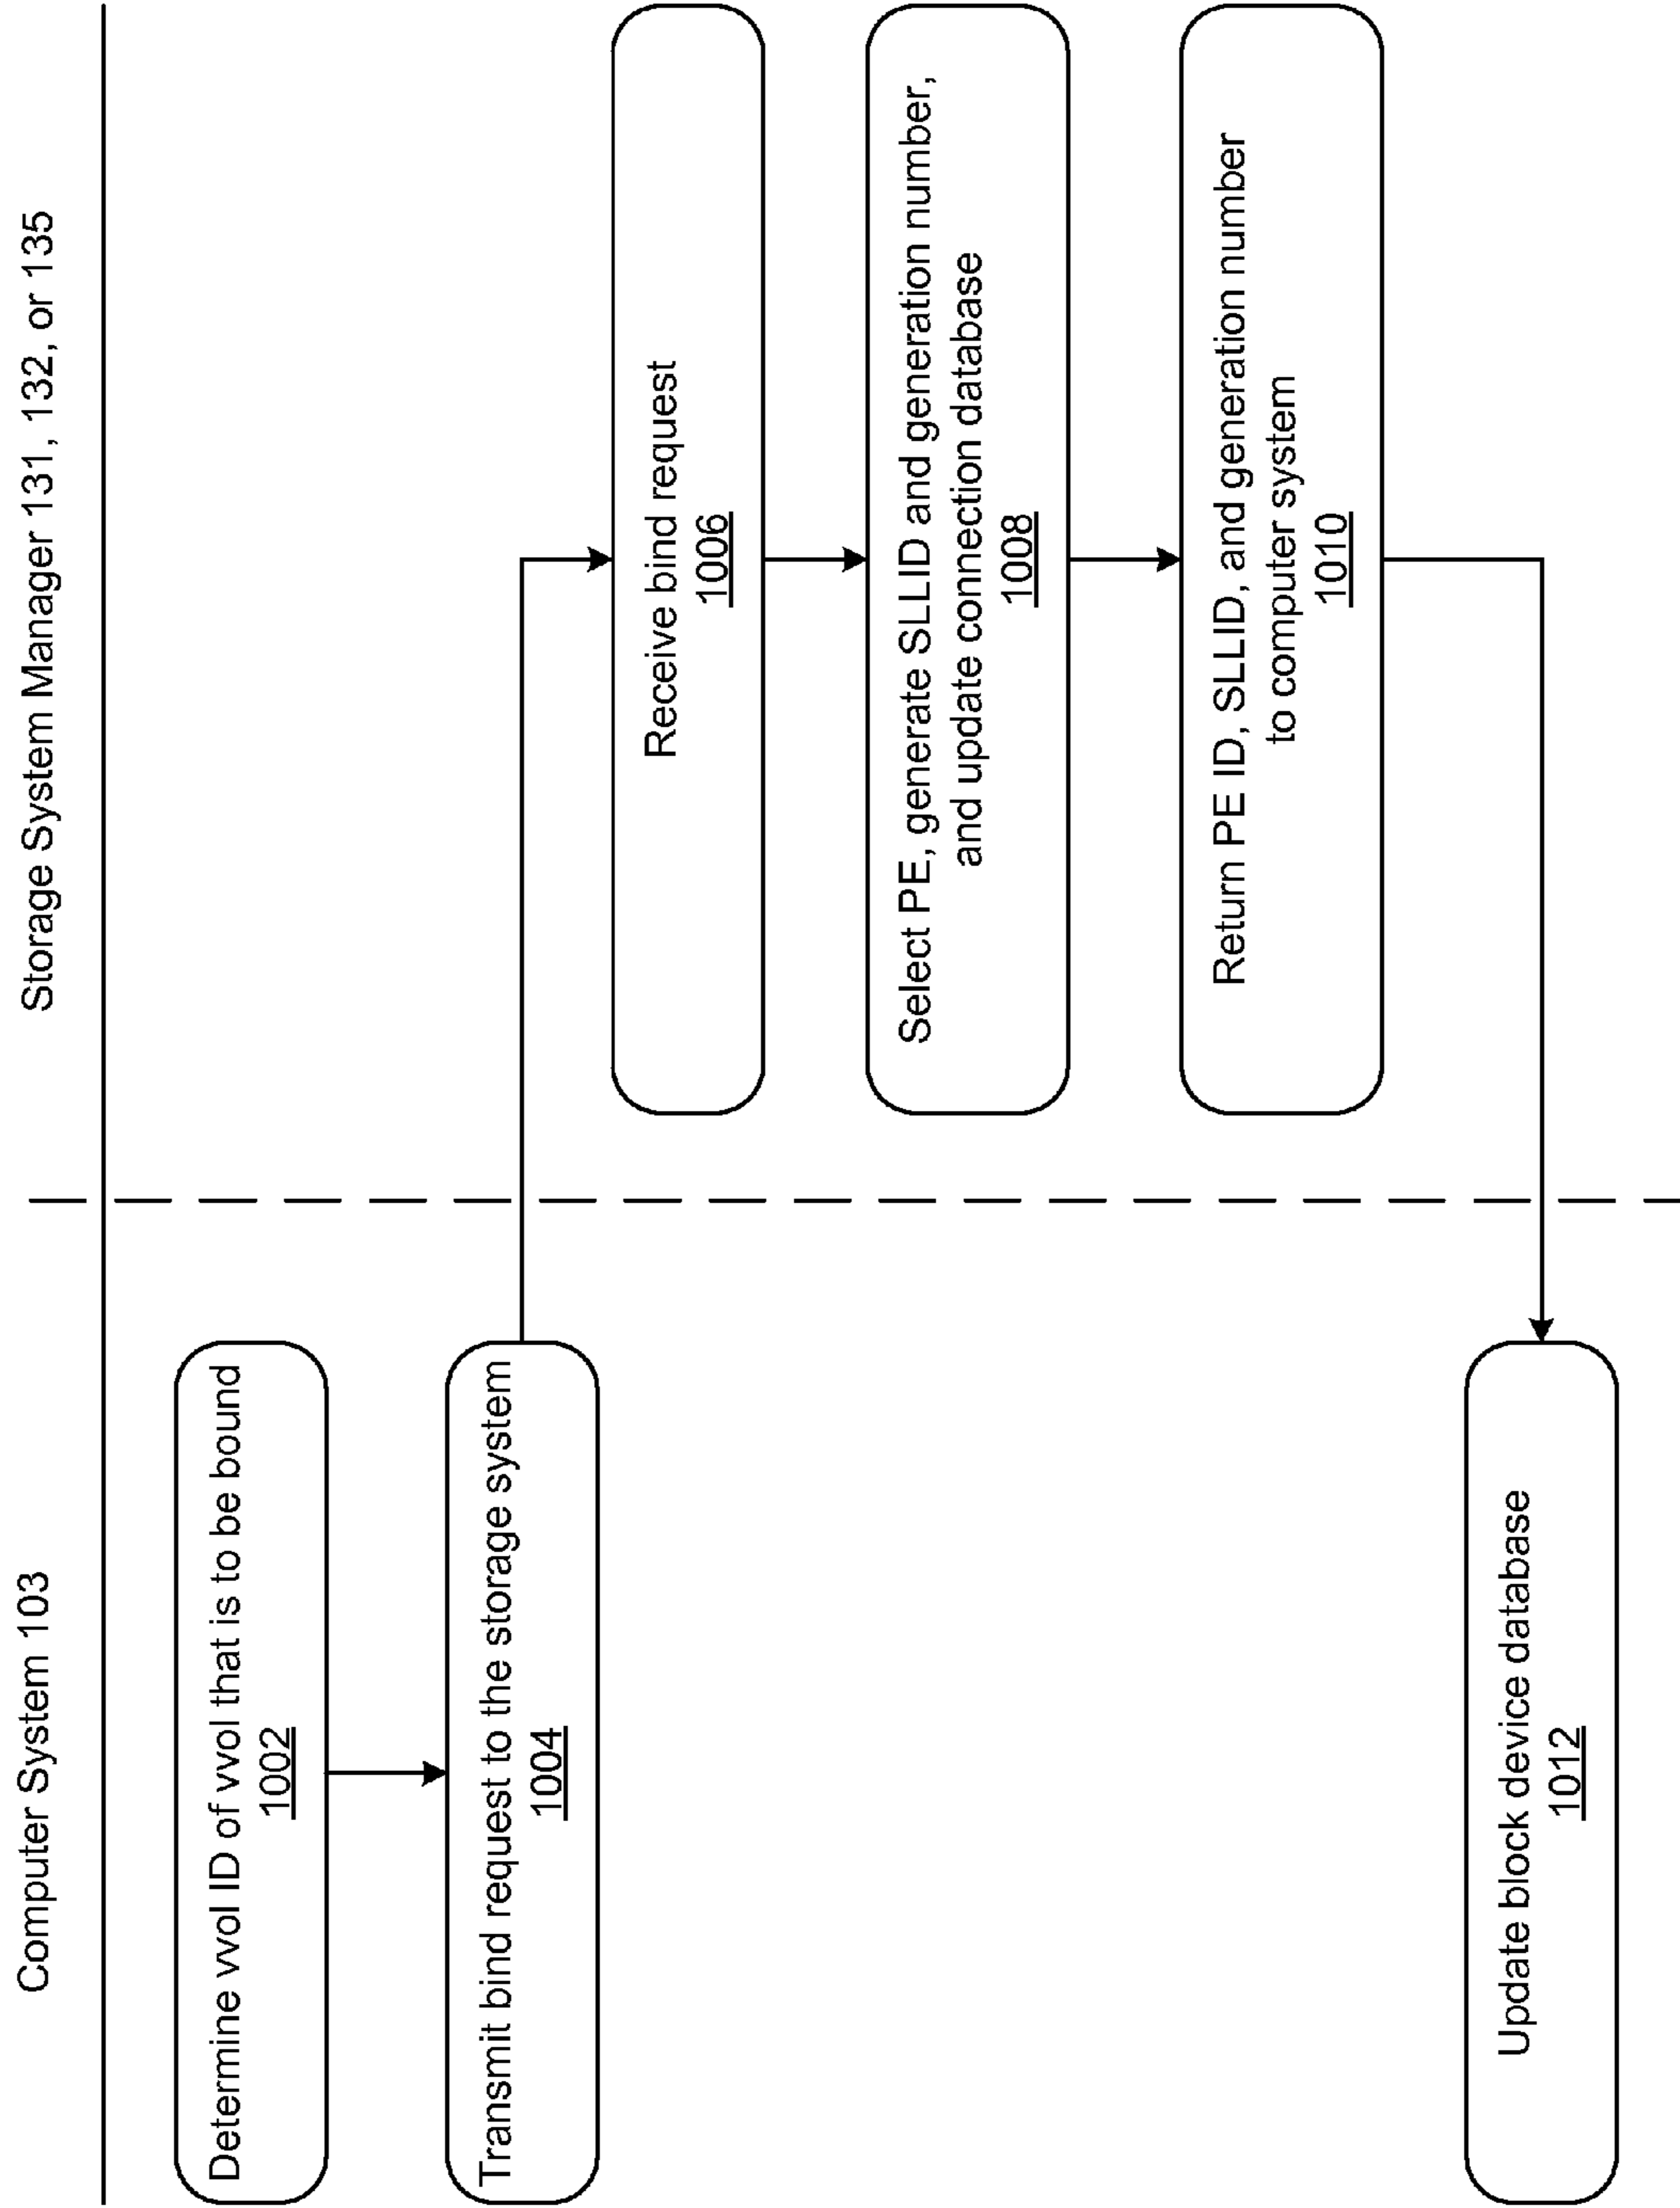 Computer System 103
Storage System Manager 131, 132, or 135
Determine vvol ID of vvol that is to be bound
1002
Transmit bind request to the storage system
1004
Receive bind request
1006
Select PE, generate SLLID and generation number,
and update connection database
1008
Return PE ID, SLLID, and generation number
to computer system
1010
Update block device database
1012